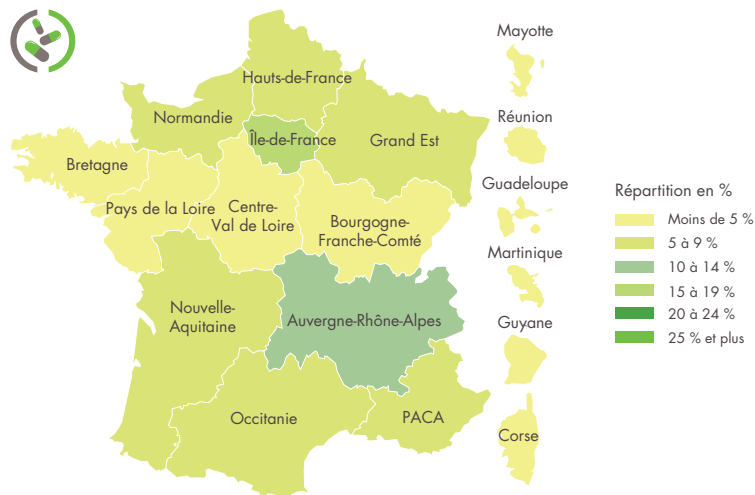 Mayotte
Hauts-de-France
Normandie
Réunion
Île-de-France
Grand Est
Bretagne
Guadeloupe
Répartition en %
Pays de la Loire
Centre-
Val de Loire
Bourgogne-
Franche-Comté
Moins de 5 %
5 à 9 %
Martinique
10 à 14 %
15 à 19 %
20 à 24 %
25 % et plus
Nouvelle-
Aquitaine
Auvergne-Rhône-Alpes
Guyane
Occitanie
PACA
Corse